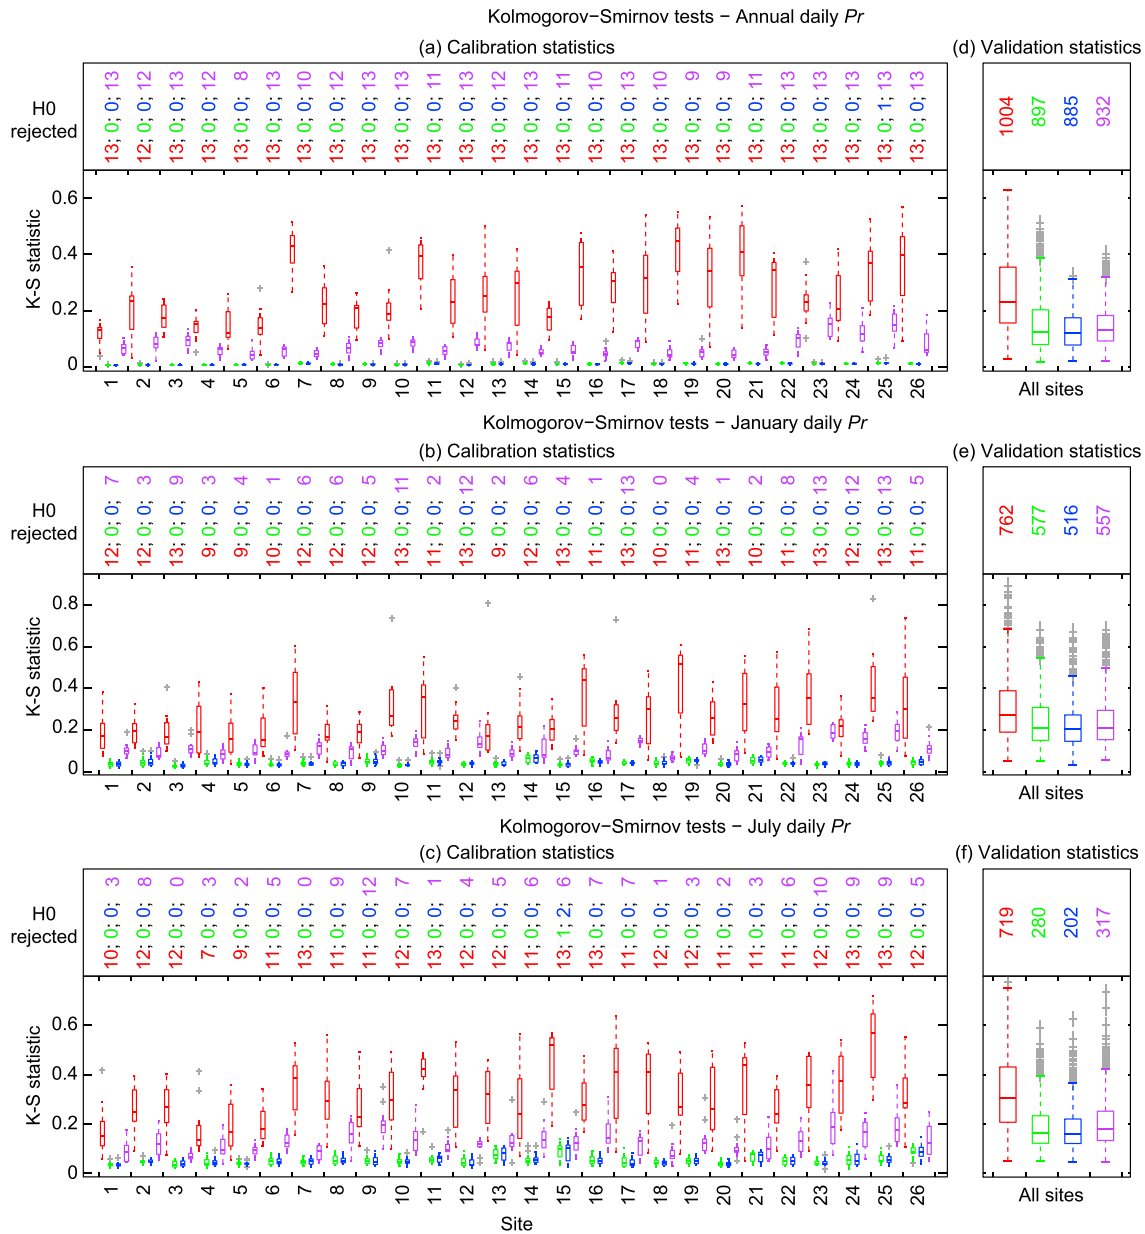 Kolmogorov−Smirnov tests − Annual daily Pr
(a) Calibration statistics
(d) Validation statistics
H0
rejected
13; 0; 0; 13
12; 0; 0; 12
13; 0; 0; 13
13; 0; 0; 12
13; 0; 0; 8
13; 0; 0; 13
13; 0; 0; 10
13; 0; 0; 12
13; 0; 0; 13
13; 0; 0; 13
13; 0; 0; 11
13; 0; 0; 13
13; 0; 0; 12
13; 0; 0; 13
13; 0; 0; 11
13; 0; 0; 10
13; 0; 0; 13
13; 0; 0; 10
13; 0; 0; 9
13; 0; 0; 9
13; 0; 0; 11
13; 0; 0; 13
13; 0; 0; 13
13; 0; 0; 13
13; 0; 1; 13
13; 0; 0; 13
1004
897
885
932
K-S statistic
0.6
0.4
0.2
0
1 2 3 4 5 6 7 8 9 10 11 12 13 14 15 16 17 18 19 20 21 22 23 24 25 26
All sites
Kolmogorov−Smirnov tests − January daily Pr
(b) Calibration statistics
(e) Validation statistics
H0
rejected
12; 0; 0; 7
12; 0; 0; 3
13; 0; 0; 9
9; 0; 0; 3
9; 0; 0; 4
10; 0; 0; 1
12; 0; 0; 6
12; 0; 0; 6
12; 0; 0; 5
13; 0; 0; 11
11; 0; 0; 2
13; 0; 0; 12
9; 0; 0; 2
12; 0; 0; 6
13; 0; 0; 4
11; 0; 0; 1
13; 0; 0; 13
10; 0; 0; 0
10; 0; 0; 4
13; 0; 0; 1
10; 0; 0; 2
11; 0; 0; 8
13; 0; 0; 13
12; 0; 0; 12
13; 0; 0; 13
11; 0; 0; 5
762
577
516
557
K-S statistic
0.8
0.6
0.4
0.2
0
1 2 3 4 5 6 7 8 9 10 11 12 13 14 15 16 17 18 19 20 21 22 23 24 25 26
All sites
Kolmogorov−Smirnov tests − July daily Pr
(c) Calibration statistics
(f) Validation statistics
H0
rejected
10; 0; 0; 3
12; 0; 0; 8
12; 0; 0; 0
7; 0; 0; 3
9; 0; 0; 2
11; 0; 0; 5
13; 0; 0; 0
11; 0; 0; 9
11; 0; 0; 12
12; 0; 0; 7
13; 0; 0; 1
12; 0; 0; 4
12; 0; 0; 5
11; 0; 0; 6
13; 1; 2; 6
13; 0; 0; 7
11; 0; 0; 7
12; 0; 0; 1
12; 0; 0; 3
11; 0; 0; 2
11; 0; 0; 3
11; 0; 0; 6
12; 0; 0; 10
13; 0; 0; 9
13; 0; 0; 9
12; 0; 0; 5
719
280
202
317
K-S statistic
0.6
0.4
0.2
0
1 2 3 4 5 6 7 8 9 10 11 12 13 14 15 16 17 18 19 20 21 22 23 24 25 26
All sites
Site